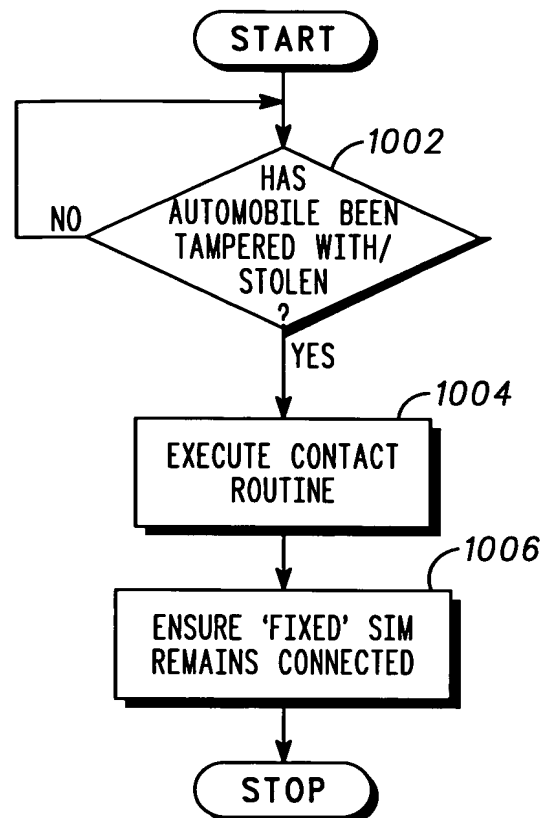 START
1002
HAS
AUTOMOBILE BEEN
TAMPERED WITH/
STOLEN
?
NO
YES
1004
EXECUTE CONTACT
ROUTINE
1006
ENSURE 'FIXED' SIM
REMAINS CONNECTED
STOP